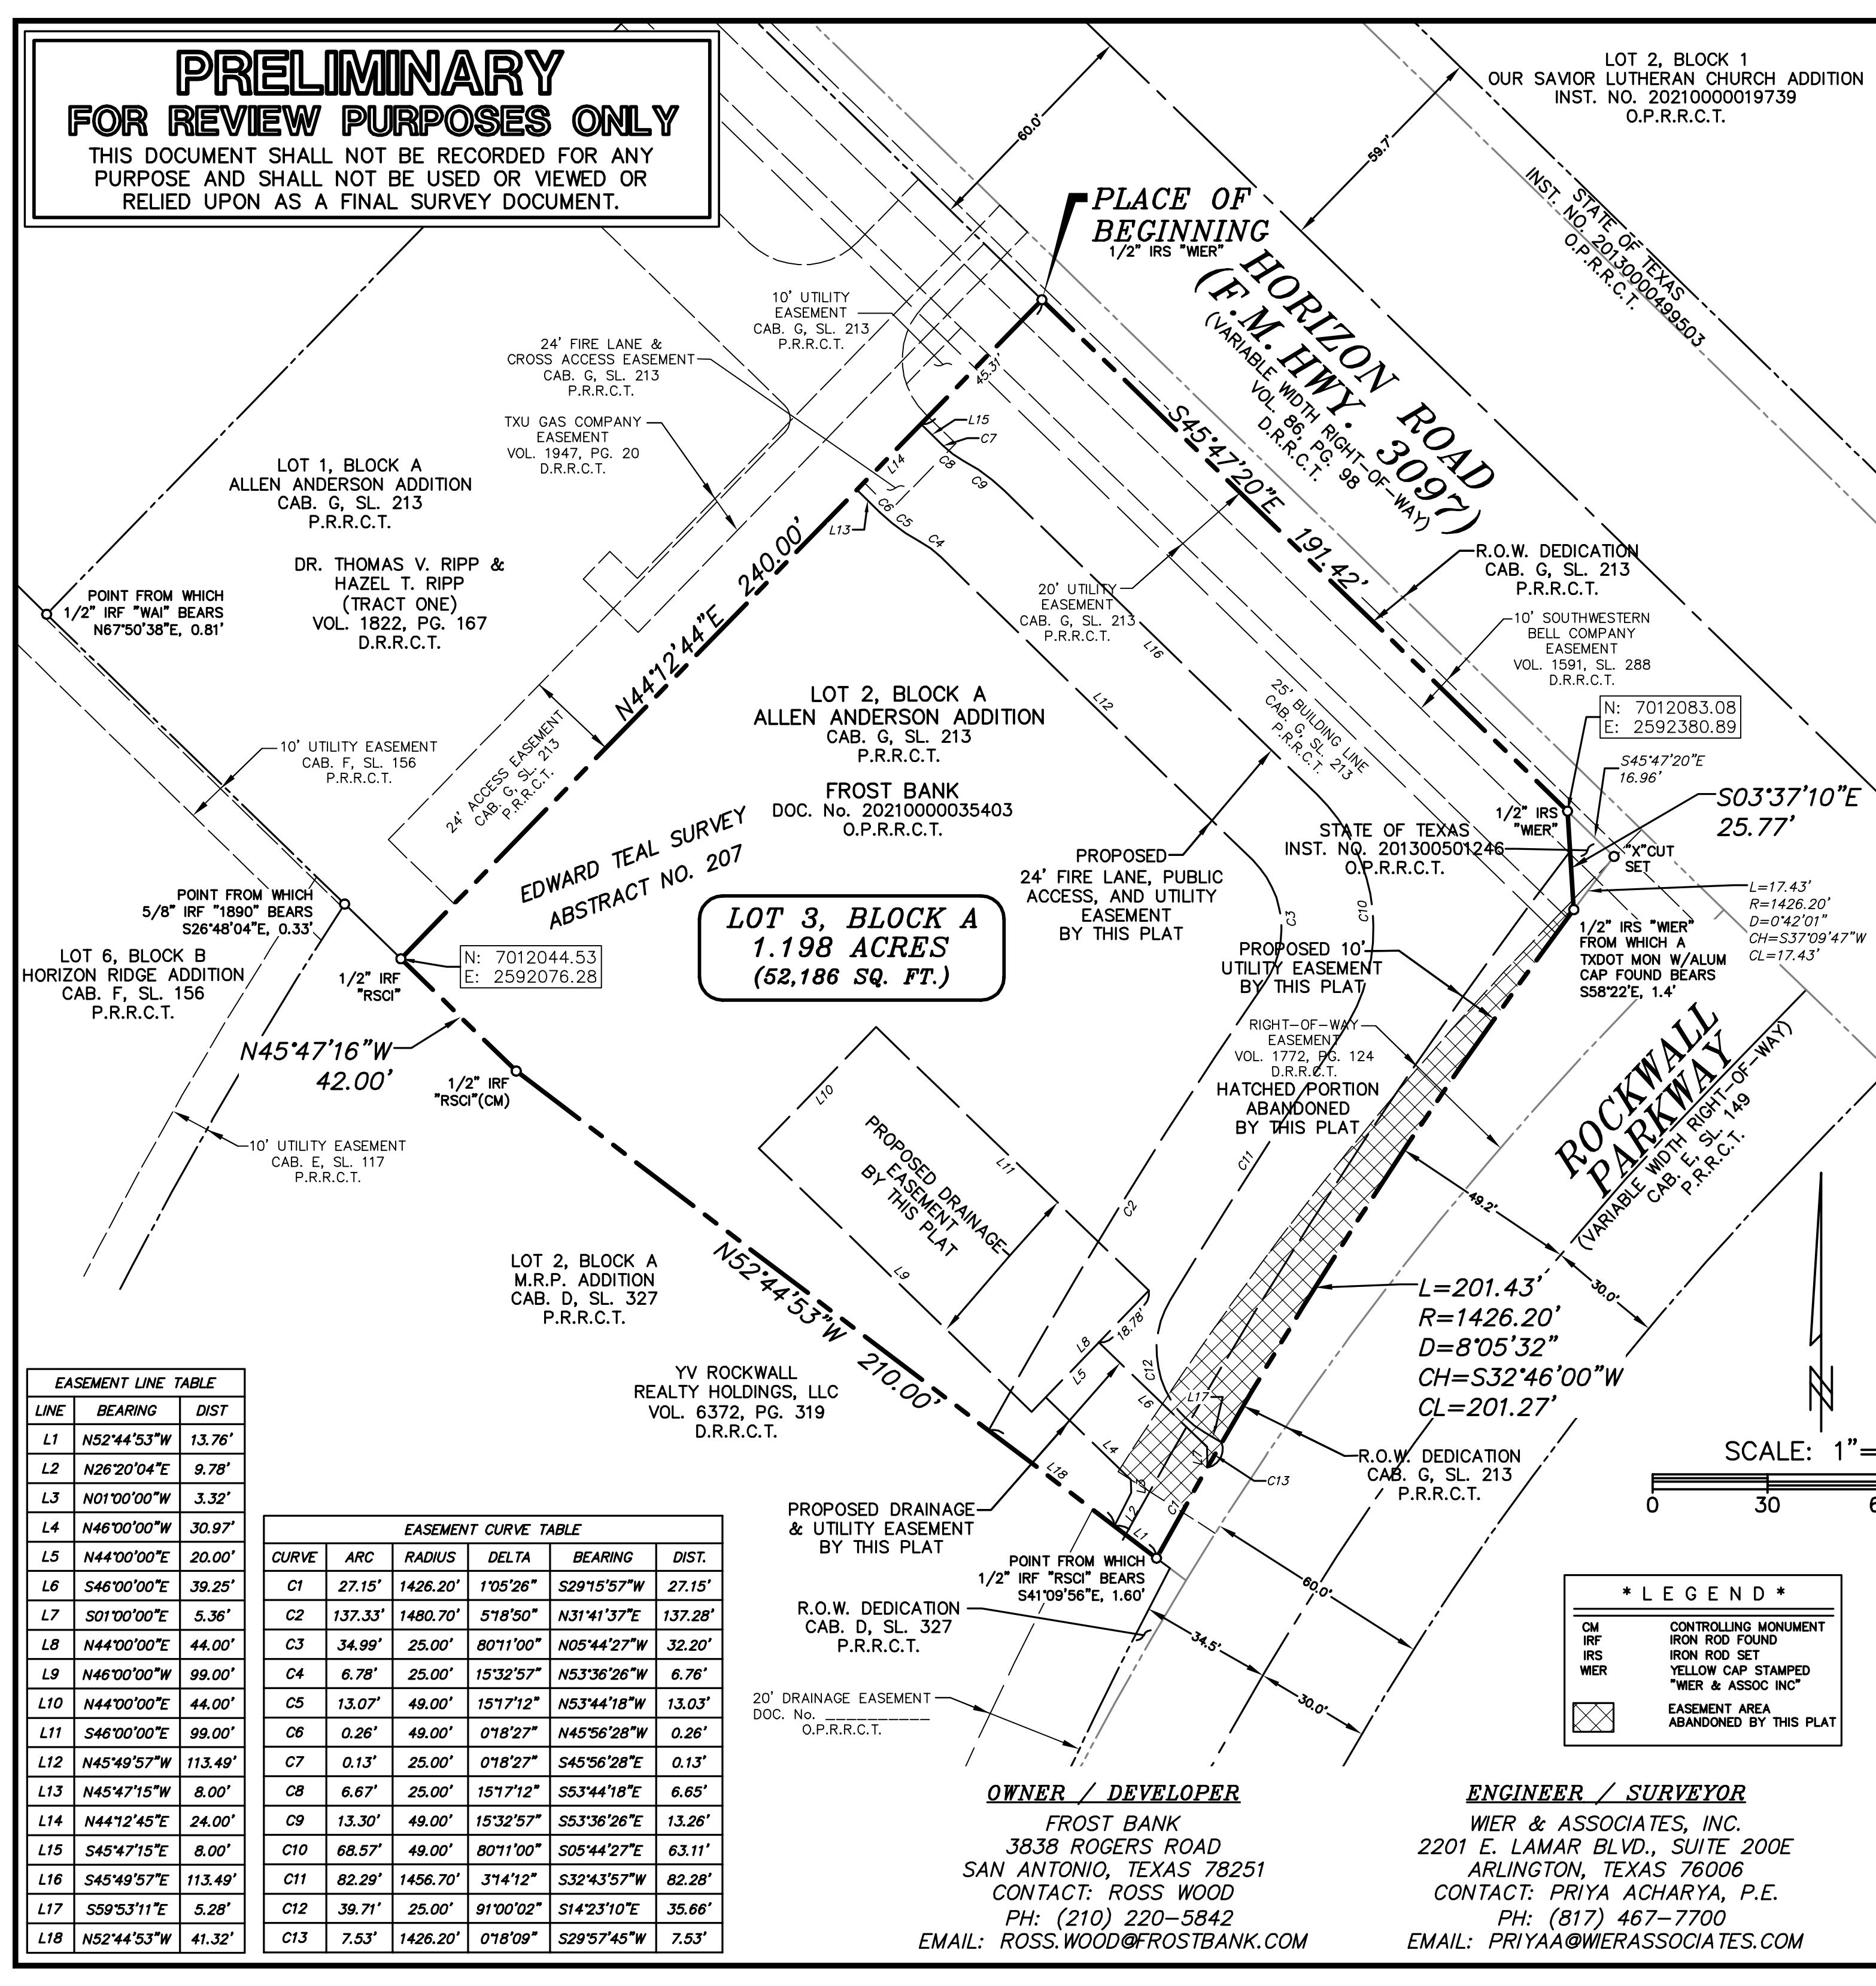 PRELIMINARY
FOR REVIEW PURPOSES ONLY
THIS DOCUMENT SHALL NOT BE RECORDED FOR ANY
PURPOSE AND SHALL NOT BE USED OR VIEWED OR
RELIED UPON AS A FINAL SURVEY DOCUMENT.
LOT 2, BLOCK 1
OUR SAVIOR LUTHERAN CHURCH ADDITION
INST. NO. 20210000019739
O.P.R.R.C.T.
60.0'
59.7'
STATE OF TEXAS
INST. NO. 201300499503
O.P.R.R.C.T.
PLACE OF
BEGINNING
1/2" IRS "WIER"
HORIZON ROAD
(F.M. HWY. 3097)
(VARIABLE WIDTH RIGHT-OF-WAY)
VOL. 86, PG. 98
D.R.R.C.T.
10' UTILITY
EASEMENT
CAB. G, SL. 213
P.R.R.C.T.
24' FIRE LANE &
CROSS ACCESS EASEMENT
CAB. G, SL. 213
P.R.R.C.T.
TXU GAS COMPANY
EASEMENT
VOL. 1947, PG. 20
D.R.R.C.T.
45.37'
L15
C7
C8
C9
L14
C6
C5
C4
L13
S45°47'20"E 191.42'
LOT 1, BLOCK A
ALLEN ANDERSON ADDITION
CAB. G, SL. 213
P.R.R.C.T.
DR. THOMAS V. RIPP &
HAZEL T. RIPP
(TRACT ONE)
VOL. 1822, PG. 167
D.R.R.C.T.
POINT FROM WHICH
1/2" IRF "WAI" BEARS
N67°50'38"E, 0.81'
N44°12'44"E 240.00'
R.O.W. DEDICATION
CAB. G, SL. 213
P.R.R.C.T.
20' UTILITY
EASEMENT
CAB. G, SL. 213
P.R.R.C.T.
L16
L12
10' SOUTHWESTERN
BELL COMPANY
EASEMENT
VOL. 1591, SL. 288
D.R.R.C.T.
LOT 2, BLOCK A
ALLEN ANDERSON ADDITION
CAB. G, SL. 213
P.R.R.C.T.
FROST BANK
DOC. No. 20210000035403
O.P.R.R.C.T.
25' BUILDING LINE
CAB. G, SL. 213
P.R.R.C.T.
N: 7012083.08
E: 2592380.89
S45°47'20"E
16.96'
S03°37'10"E
25.77'
1/2" IRS
"WIER"
"X"CUT
SET
10' UTILITY EASEMENT
CAB. F, SL. 156
P.R.R.C.T.
24' ACCESS EASEMENT
CAB. G, SL. 213
P.R.R.C.T.
EDWARD TEAL SURVEY
ABSTRACT NO. 207
STATE OF TEXAS
INST. NO. 201300501246
O.P.R.R.C.T.
PROPOSED
24' FIRE LANE, PUBLIC
ACCESS, AND UTILITY
EASEMENT
BY THIS PLAT
L=17.43'
R=1426.20'
D=0°42'01"
CH=S37°09'47"W
CL=17.43'
POINT FROM WHICH
5/8" IRF "1890" BEARS
S26°48'04"E, 0.33'
LOT 3, BLOCK A
1.198 ACRES
(52,186 SQ. FT.)
C3
C10
1/2" IRS "WIER"
FROM WHICH A
TXDOT MON W/ALUM
CAP FOUND BEARS
S58°22'E, 1.4'
LOT 6, BLOCK B
HORIZON RIDGE ADDITION
CAB. F, SL. 156
P.R.R.C.T.
1/2" IRF
"RSCI"
N: 7012044.53
E: 2592076.28
PROPOSED 10'
UTILITY EASEMENT
BY THIS PLAT
N45°47'16"W
42.00'
1/2" IRF
"RSCI"(CM)
RIGHT-OF-WAY
EASEMENT
VOL. 1772, PG. 124
D.R.R.C.T.
HATCHED PORTION
ABANDONED
BY THIS PLAT
ROCKWALL
PARKWAY
(VARIABLE WIDTH RIGHT-OF-WAY)
CAB. E, SL. 149
P.R.R.C.T.
L10
PROPOSED DRAINAGE
EASEMENT
BY THIS PLAT
L11
C11
C2
10' UTILITY EASEMENT
CAB. E, SL. 117
P.R.R.C.T.
49.2'
30.0'
LOT 2, BLOCK A
M.R.P. ADDITION
CAB. D, SL. 327
P.R.R.C.T.
N52°44'53"W 210.00'
L9
L8
18.78'
C12
L5
L17
L6
L=201.43'
R=1426.20'
D=8°05'32"
CH=S32°46'00"W
CL=201.27'
YV ROCKWALL
REALTY HOLDINGS, LLC
VOL. 6372, PG. 319
D.R.R.C.T.
L4
L7
L18
L3
C13
C1
L2
L1
R.O.W. DEDICATION
CAB. G, SL. 213
P.R.R.C.T.
PROPOSED DRAINAGE
& UTILITY EASEMENT
BY THIS PLAT
N
SCALE: 1"=
0 30 6
POINT FROM WHICH
1/2" IRF "RSCI" BEARS
S41°09'56"E, 1.60'
R.O.W. DEDICATION
CAB. D, SL. 327
P.R.R.C.T.
60.0'
34.5'
30.0'
20' DRAINAGE EASEMENT
DOC. No. __________
O.P.R.R.C.T.
EASEMENT LINE TABLE
LINE BEARING DIST
L1 N52°44'53"W 13.76'
L2 N26°20'04"E 9.78'
L3 N01°00'00"W 3.32'
L4 N46°00'00"W 30.97'
L5 N44°00'00"E 20.00'
L6 S46°00'00"E 39.25'
L7 S01°00'00"E 5.36'
L8 N44°00'00"E 44.00'
L9 N46°00'00"W 99.00'
L10 N44°00'00"E 44.00'
L11 S46°00'00"E 99.00'
L12 N45°49'57"W 113.49'
L13 N45°47'15"W 8.00'
L14 N44°12'45"E 24.00'
L15 S45°47'15"E 8.00'
L16 S45°49'57"E 113.49'
L17 S59°53'11"E 5.28'
L18 N52°44'53"W 41.32'
EASEMENT CURVE TABLE
CURVE ARC RADIUS DELTA BEARING DIST.
C1 27.15' 1426.20' 1°05'26" S29°15'57"W 27.15'
C2 137.33' 1480.70' 5°18'50" N31°41'37"E 137.28'
C3 34.99' 25.00' 80°11'00" N05°44'27"W 32.20'
C4 6.78' 25.00' 15°32'57" N53°36'26"W 6.76'
C5 13.07' 49.00' 15°17'12" N53°44'18"W 13.03'
C6 0.26' 49.00' 0°18'27" N45°56'28"W 0.26'
C7 0.13' 25.00' 0°18'27" S45°56'28"E 0.13'
C8 6.67' 25.00' 15°17'12" S53°44'18"E 6.65'
C9 13.30' 49.00' 15°32'57" S53°36'26"E 13.26'
C10 68.57' 49.00' 80°11'00" S05°44'27"E 63.11'
C11 82.29' 1456.70' 3°14'12" S32°43'57"W 82.28'
C12 39.71' 25.00' 91°00'02" S14°23'10"E 35.66'
C13 7.53' 1426.20' 0°18'09" S29°57'45"W 7.53'
* L E G E N D *
CM CONTROLLING MONUMENT
IRF IRON ROD FOUND
IRS IRON ROD SET
WIER YELLOW CAP STAMPED
"WIER & ASSOC INC"
EASEMENT AREA
ABANDONED BY THIS PLAT
OWNER / DEVELOPER
FROST BANK
3838 ROGERS ROAD
SAN ANTONIO, TEXAS 78251
CONTACT: ROSS WOOD
PH: (210) 220-5842
EMAIL: ROSS.WOOD@FROSTBANK.COM
ENGINEER / SURVEYOR
WIER & ASSOCIATES, INC.
2201 E. LAMAR BLVD., SUITE 200E
ARLINGTON, TEXAS 76006
CONTACT: PRIYA ACHARYA, P.E.
PH: (817) 467-7700
EMAIL: PRIYAA@WIERASSOCIATES.COM